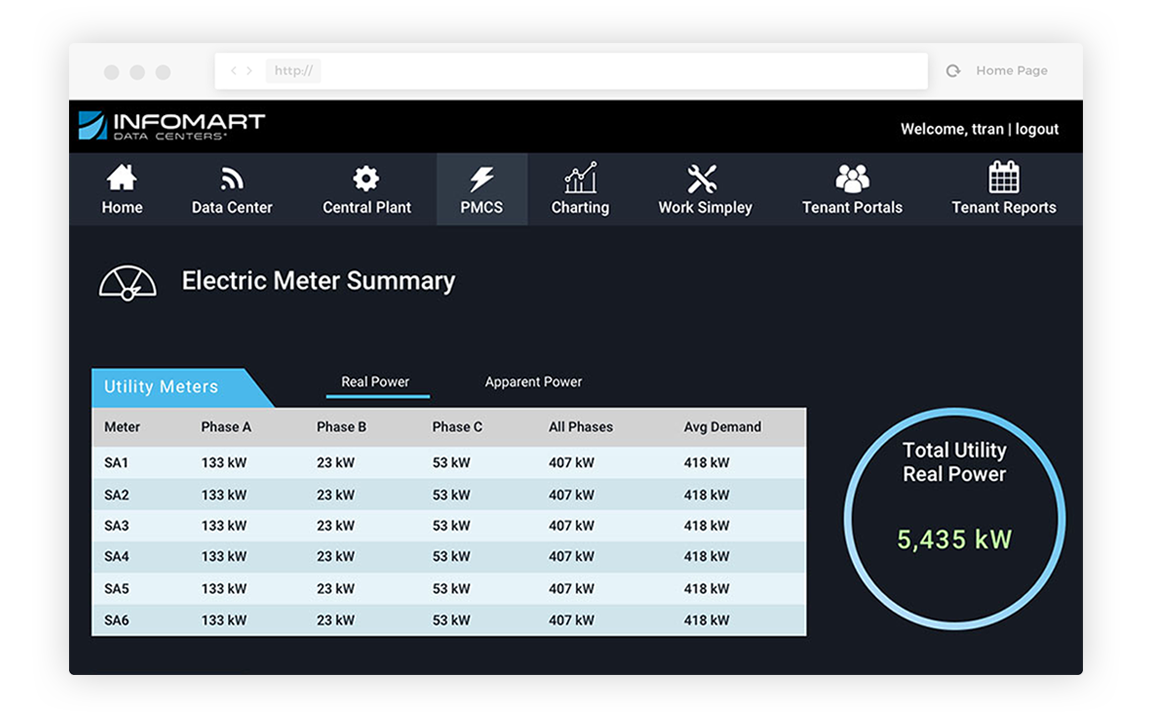 http://
Home Page
INFOMART
DATA CENTERS
Welcome, ttran | logout
Home Data Center Central Plant PMCS Charting Work Simpley Tenant Portals Tenant Reports
Electric Meter Summary
Utility Meters Real Power Apparent Power
Meter Phase A Phase B Phase C All Phases Avg Demand
SA1 133 kW 23 kW 53 kW 407 kW 418 kW
SA2 133 kW 23 kW 53 kW 407 kW 418 kW
SA3 133 kW 23 kW 53 kW 407 kW 418 kW
SA4 133 kW 23 kW 53 kW 407 kW 418 kW
SA5 133 kW 23 kW 53 kW 407 kW 418 kW
SA6 133 kW 23 kW 53 kW 407 kW 418 kW
Total Utility
Real Power
5,435 kW